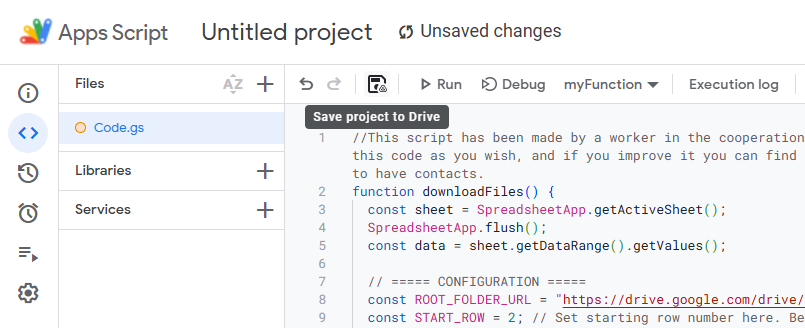 Apps Script Untitled project Unsaved changes
Files AZ Run Debug myFunction Execution log
Save project to Drive
Code.gs
Libraries
Services
1 //This script has been made by a worker in the cooperation
this code as you wish, and if you improve it you can find
to have contacts.
2 function downloadFiles() {
3 const sheet = SpreadsheetApp.getActiveSheet();
4 SpreadsheetApp.flush();
5 const data = sheet.getDataRange().getValues();
6
7 // ===== CONFIGURATION =====
8 const ROOT_FOLDER_URL = "https://drive.google.com/drive/
9 const START_ROW = 2; // Set starting row number here. Be